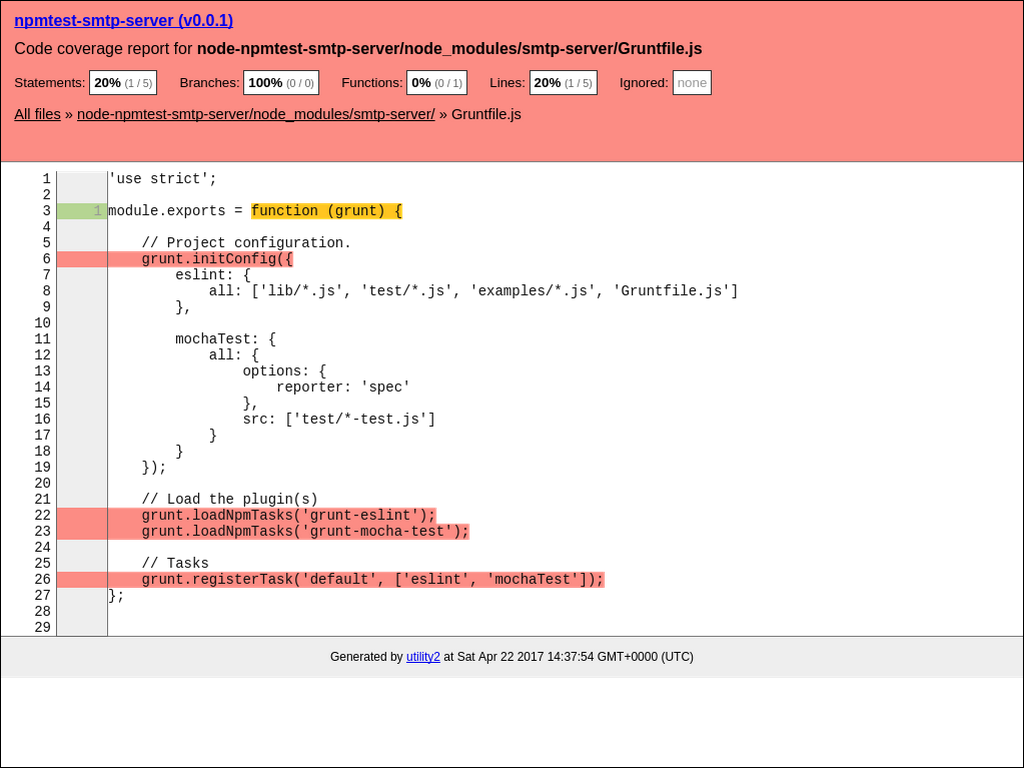 npmtest-smtp-server (v0.0.1)
Code coverage report for node-npmtest-smtp-server/node_modules/smtp-server/Gruntfile.js
Statements: 20% (1 / 5) Branches: 100% (0 / 0) Functions: 0% (0 / 1) Lines: 20% (1 / 5) Ignored: none
All files » node-npmtest-smtp-server/node_modules/smtp-server/ » Gruntfile.js
1 'use strict';
2
3 1 module.exports = function (grunt) {
4
5     // Project configuration.
6     grunt.initConfig({
7         eslint: {
8             all: ['lib/*.js', 'test/*.js', 'examples/*.js', 'Gruntfile.js']
9         },
10
11         mochaTest: {
12             all: {
13                 options: {
14                     reporter: 'spec'
15                 },
16                 src: ['test/*-test.js']
17             }
18         }
19     });
20
21     // Load the plugin(s)
22     grunt.loadNpmTasks('grunt-eslint');
23     grunt.loadNpmTasks('grunt-mocha-test');
24
25     // Tasks
26     grunt.registerTask('default', ['eslint', 'mochaTest']);
27 };
28
29
Generated by utility2 at Sat Apr 22 2017 14:37:54 GMT+0000 (UTC)